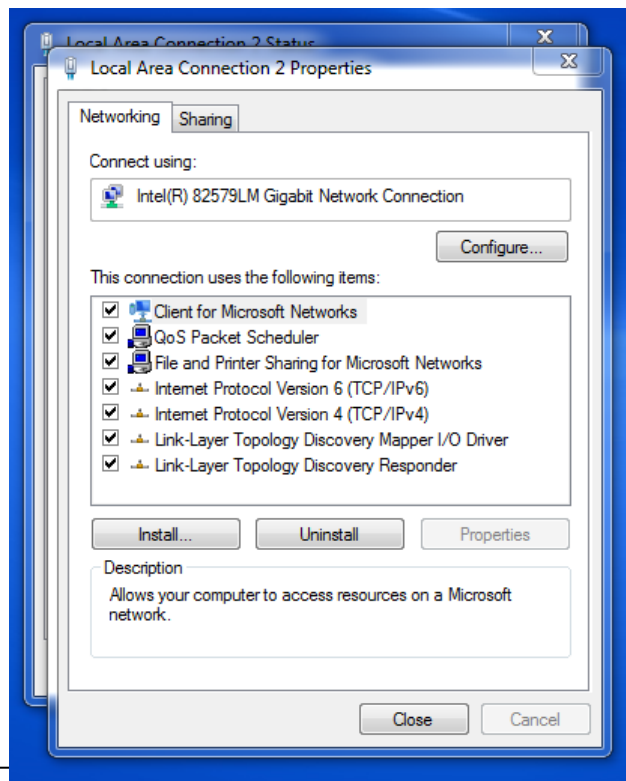 Local Area Connection 2 Status
Local Area Connection 2 Properties
Networking
Sharing
Connect using:
Intel(R) 82579LM Gigabit Network Connection
Configure...
This connection uses the following items:
Client for Microsoft Networks
QoS Packet Scheduler
File and Printer Sharing for Microsoft Networks
Internet Protocol Version 6 (TCP/IPv6)
Internet Protocol Version 4 (TCP/IPv4)
Link-Layer Topology Discovery Mapper I/O Driver
Link-Layer Topology Discovery Responder
Install...
Uninstall
Properties
Description
Allows your computer to access resources on a Microsoft
network.
Close
Cancel